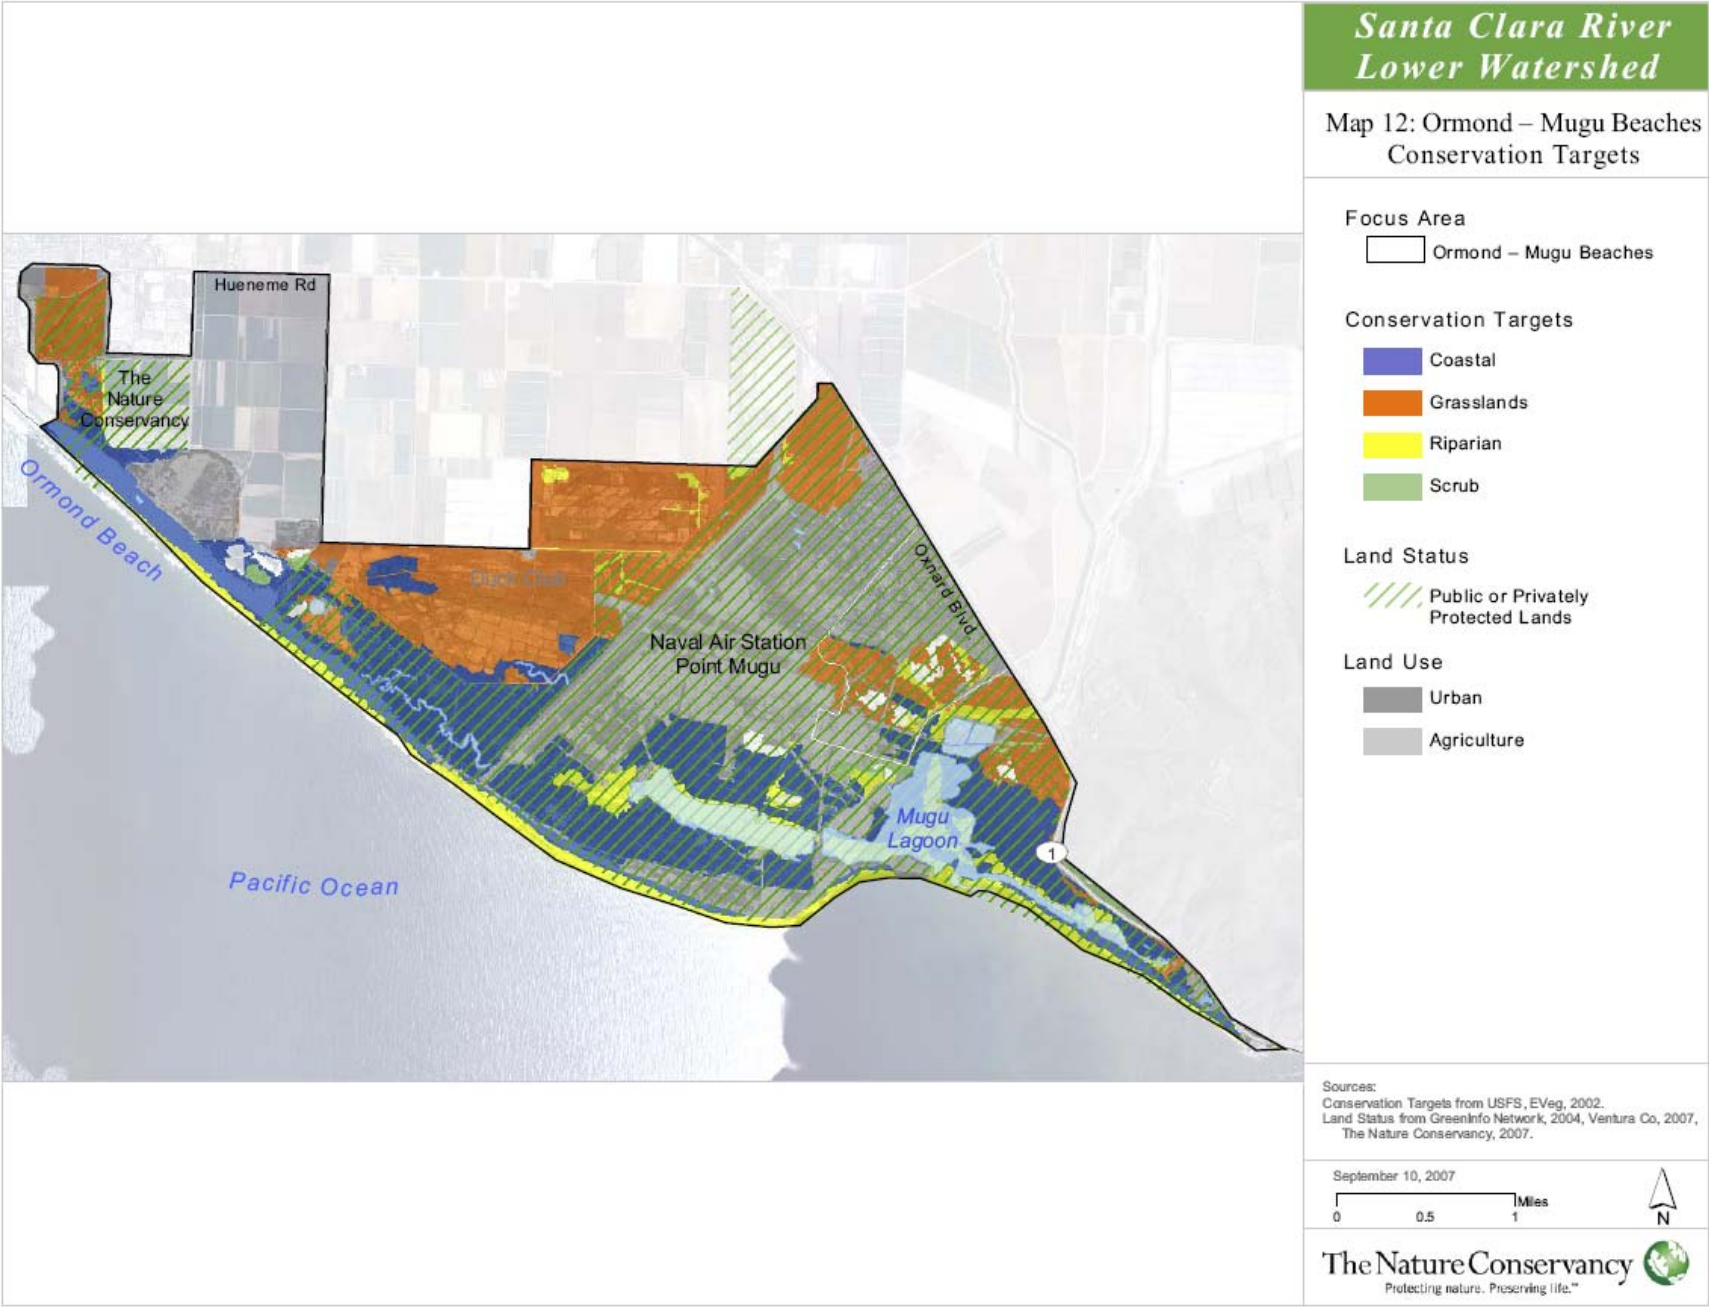 Santa Clara River
Lower Watershed
Map 12: Ormond – Mugu Beaches
Conservation Targets
Focus Area
Ormond – Mugu Beaches
Conservation Targets
Coastal
Grasslands
Riparian
Scrub
Land Status
Public or Privately
Protected Lands
Land Use
Urban
Agriculture
Hueneme Rd
The
Nature
Conservancy
Ormond Beach
Duck Club
Oxnard Blvd
Naval Air Station
Point Mugu
Mugu
Lagoon
1
Pacific Ocean
Sources:
Conservation Targets from USFS, EVeg, 2002.
Land Status from GreenInfo Network, 2004, Ventura Co, 2007,
The Nature Conservancy, 2007.
September 10, 2007
Miles
0 0.5 1
N
The Nature Conservancy
Protecting nature. Preserving life.™